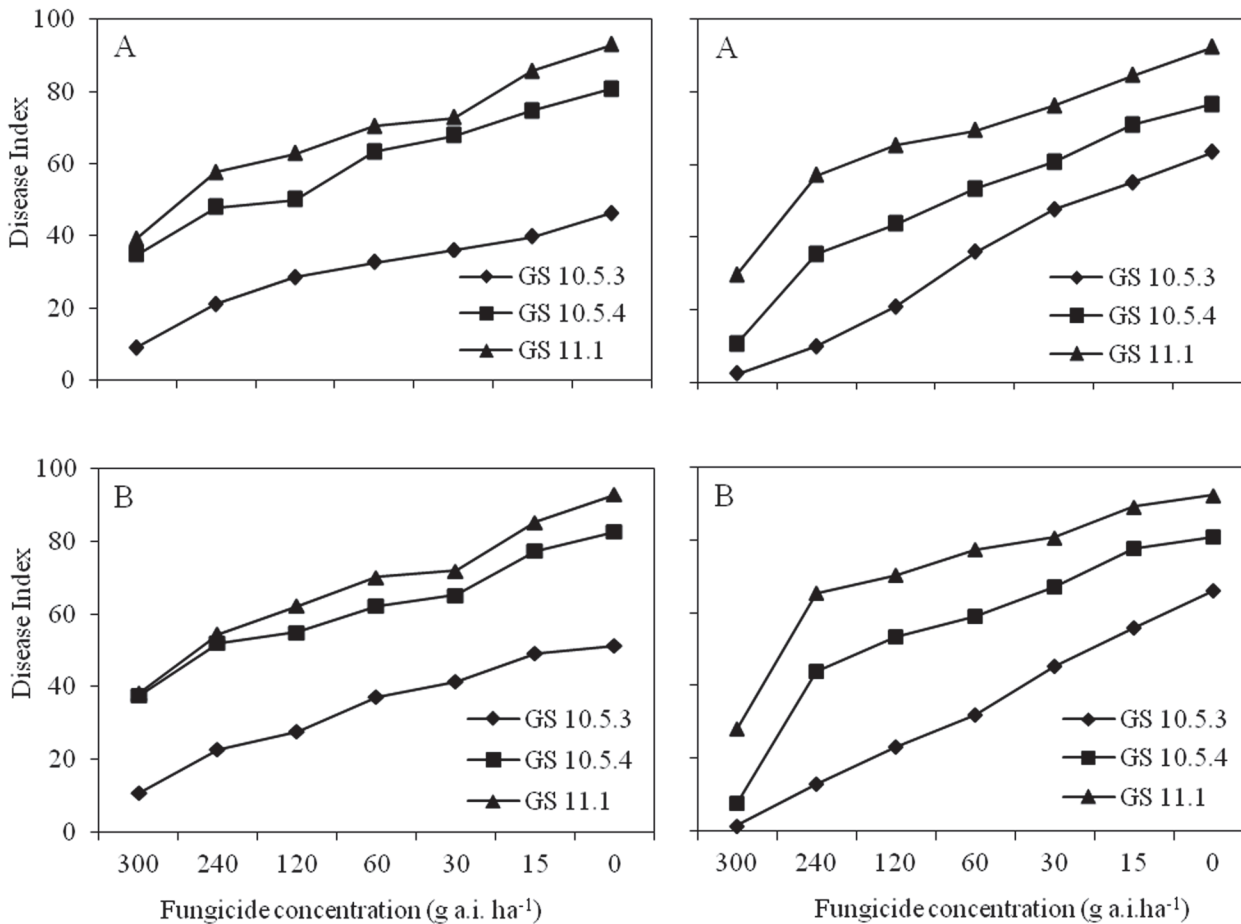 A
Disease Index
100
80
60
40
20
0
GS 10.5.3
GS 10.5.4
GS 11.1
A
GS 10.5.3
GS 10.5.4
GS 11.1
B
Disease Index
100
80
60
40
20
0
GS 10.5.3
GS 10.5.4
GS 11.1
300 240 120 60 30 15 0
Fungicide concentration (g a.i. ha-1)
B
GS 10.5.3
GS 10.5.4
GS 11.1
300 240 120 60 30 15 0
Fungicide concentration (g a.i.ha-1)